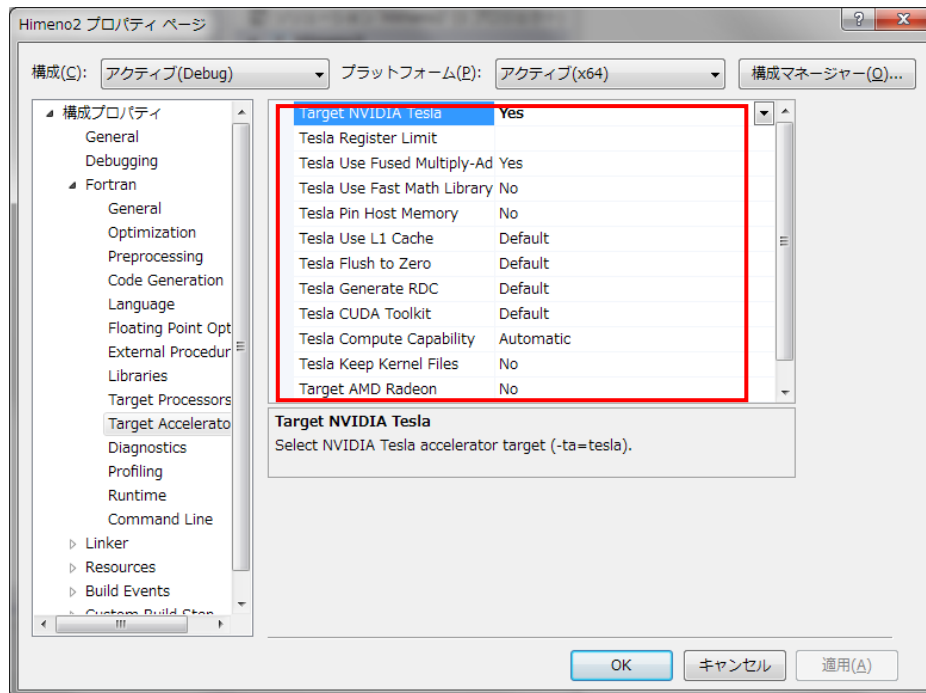 Himeno2 プロパティ ページ
構成(C): アクティブ(Debug) プラットフォーム(P): アクティブ(x64) 構成マネージャー(O)...
構成プロパティ
General
Debugging
Fortran
General
Optimization
Preprocessing
Code Generation
Language
Floating Point Opt
External Procedur
Libraries
Target Processors
Target Accelerato
Diagnostics
Profiling
Runtime
Command Line
Linker
Resources
Build Events
Custom Build Step
Target NVIDIA Tesla Yes
Tesla Register Limit
Tesla Use Fused Multiply-Ad Yes
Tesla Use Fast Math Library No
Tesla Pin Host Memory No
Tesla Use L1 Cache Default
Tesla Flush to Zero Default
Tesla Generate RDC Default
Tesla CUDA Toolkit Default
Tesla Compute Capability Automatic
Tesla Keep Kernel Files No
Target AMD Radeon No
Target NVIDIA Tesla
Select NVIDIA Tesla accelerator target (-ta=tesla).
OK キャンセル 適用(A)